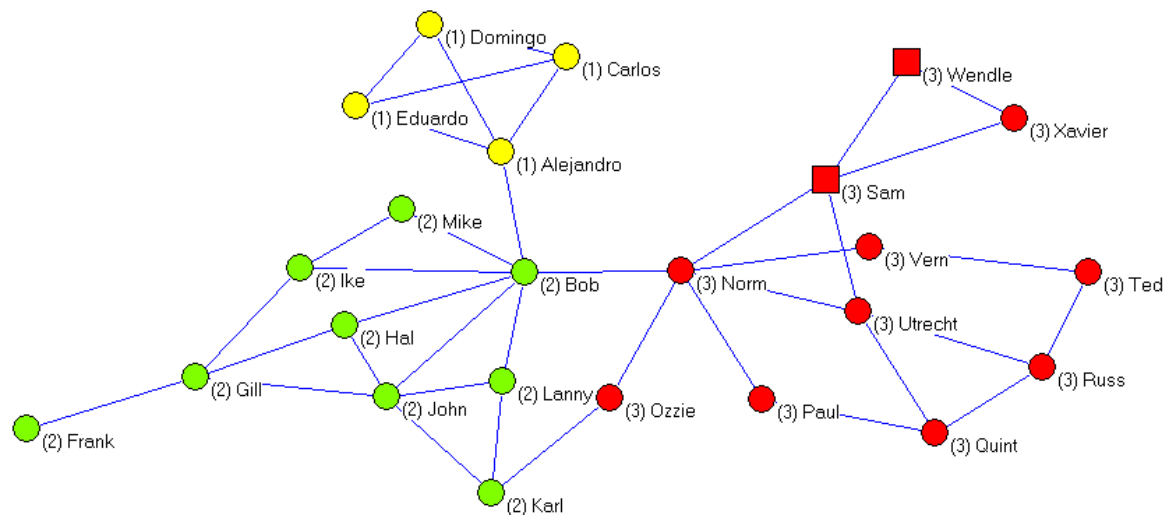 (1) Domingo
(1) Carlos
(3) Wendle
(1) Eduardo
(3) Xavier
(1) Alejandro
(3) Sam
(2) Mike
(3) Vern
(2) Ike
(2) Bob
(3) Norm
(3) Ted
(3) Utrecht
(2) Hal
(3) Russ
(2) Gill
(2) John
(2) Lanny
(3) Ozzie
(3) Paul
(2) Frank
(3) Quint
(2) Karl